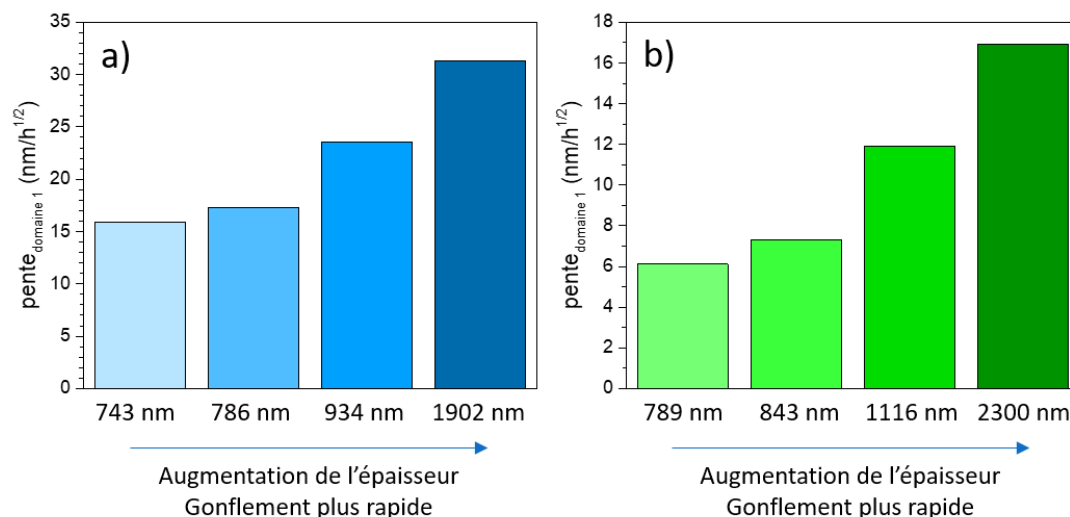 a)
pente domaine 1 (nm/h1/2)
35
30
25
20
15
10
5
0
743 nm 786 nm 934 nm 1902 nm
Augmentation de l’épaisseur
Gonflement plus rapide
b)
pente domaine 1 (nm/h1/2)
18
16
14
12
10
8
6
4
2
0
789 nm 843 nm 1116 nm 2300 nm
Augmentation de l’épaisseur
Gonflement plus rapide